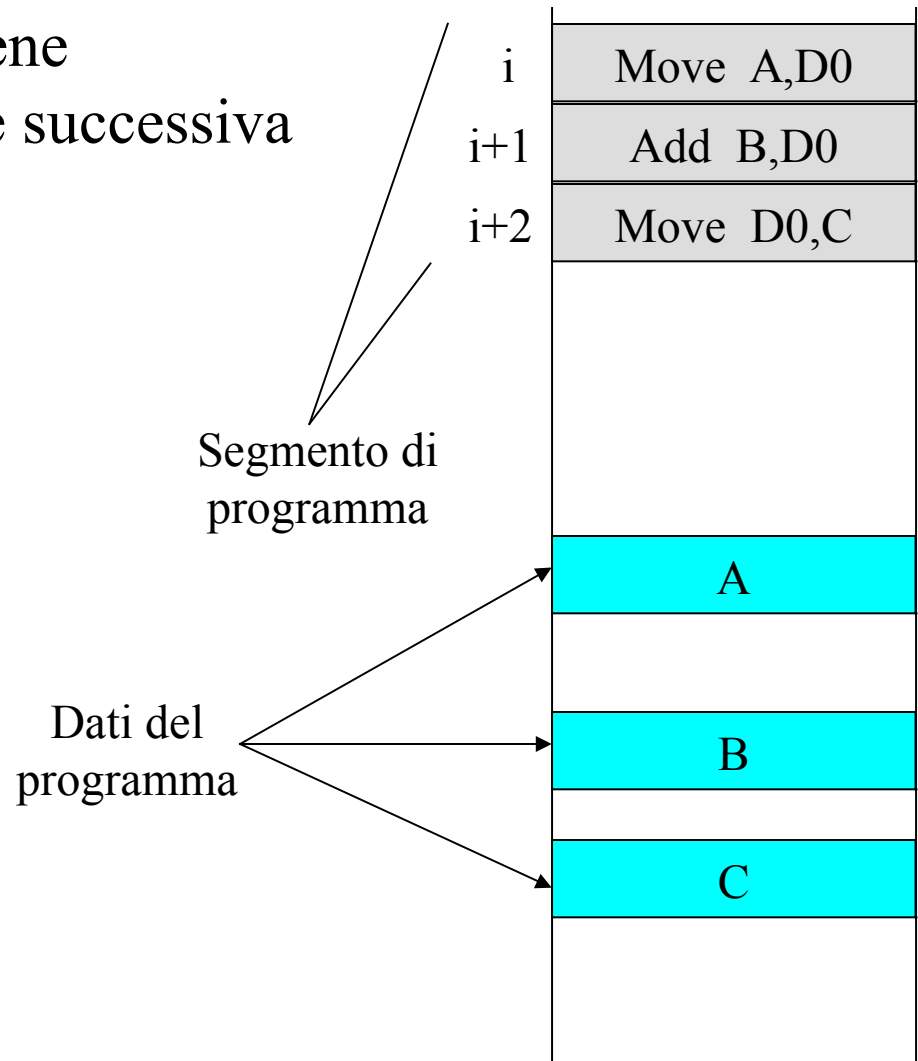 ene
e successiva
i Move A,D0
i+1 Add B,D0
i+2 Move D0,C
Segmento di
programma
A
Dati del
programma
B
C